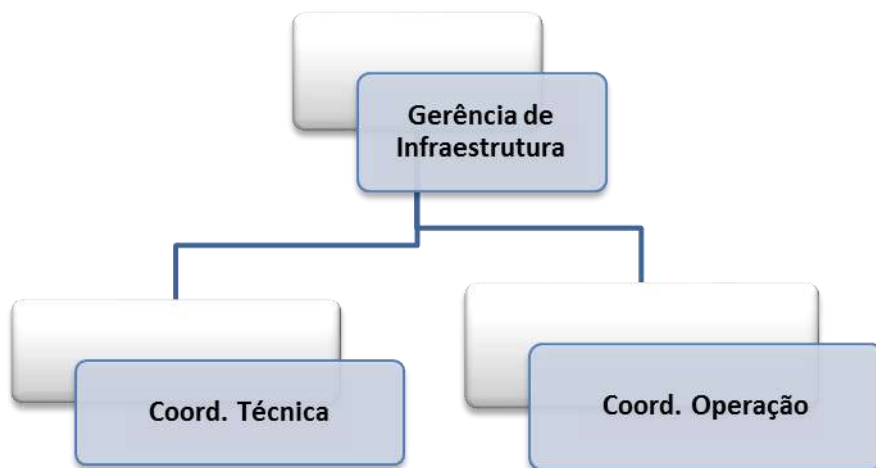 Gerência de
Infraestrutura
Coord. Técnica
Coord. Operação